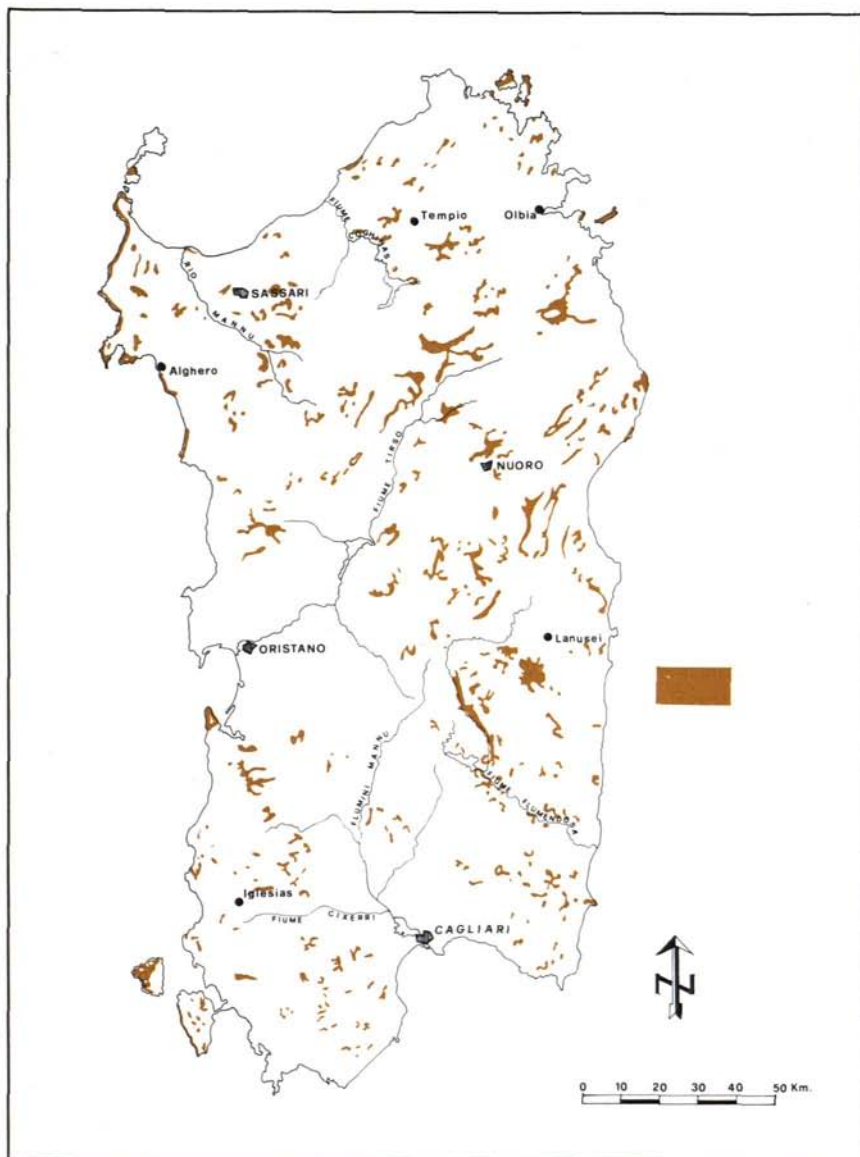 Tempio
Olbia
FIUME COGHINAS
SASSARI
RIO MANNU
Alghero
FIUME TIRSO
NUORO
ORISTANO
Lanusei
FLUMINI MANNU
FIUME FLUMENDOSA
Iglesias
FIUME CIXERRI
CAGLIARI
N
0 10 20 30 40 50 Km.